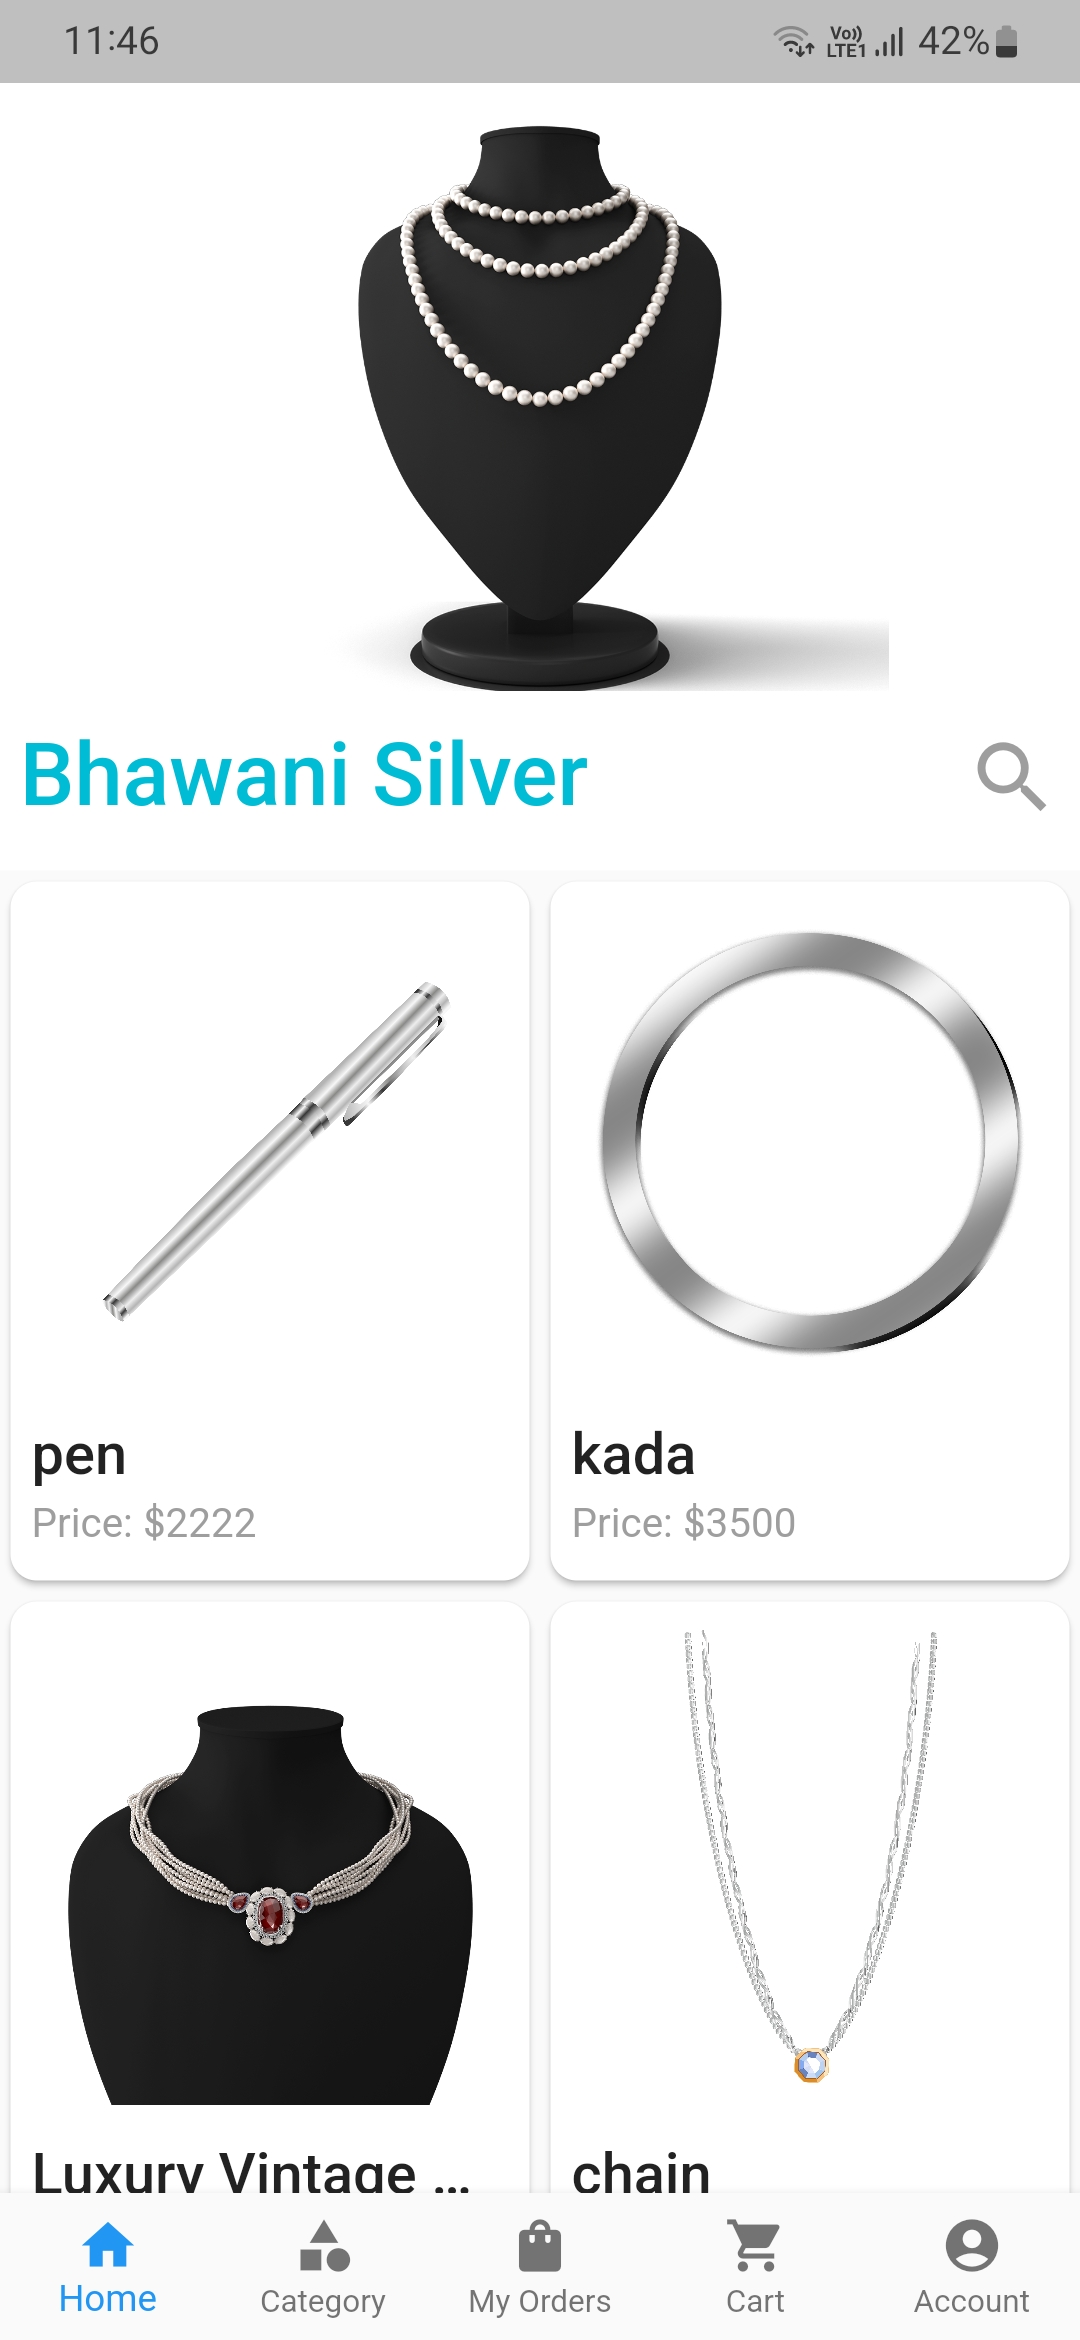 11:46
Vo)) LTE1 42%
Bhawani Silver
pen
kada
Price: $2222
Price: $3500
Luxury Vintage ...
chain
Home
Category
My Orders
Cart
Account